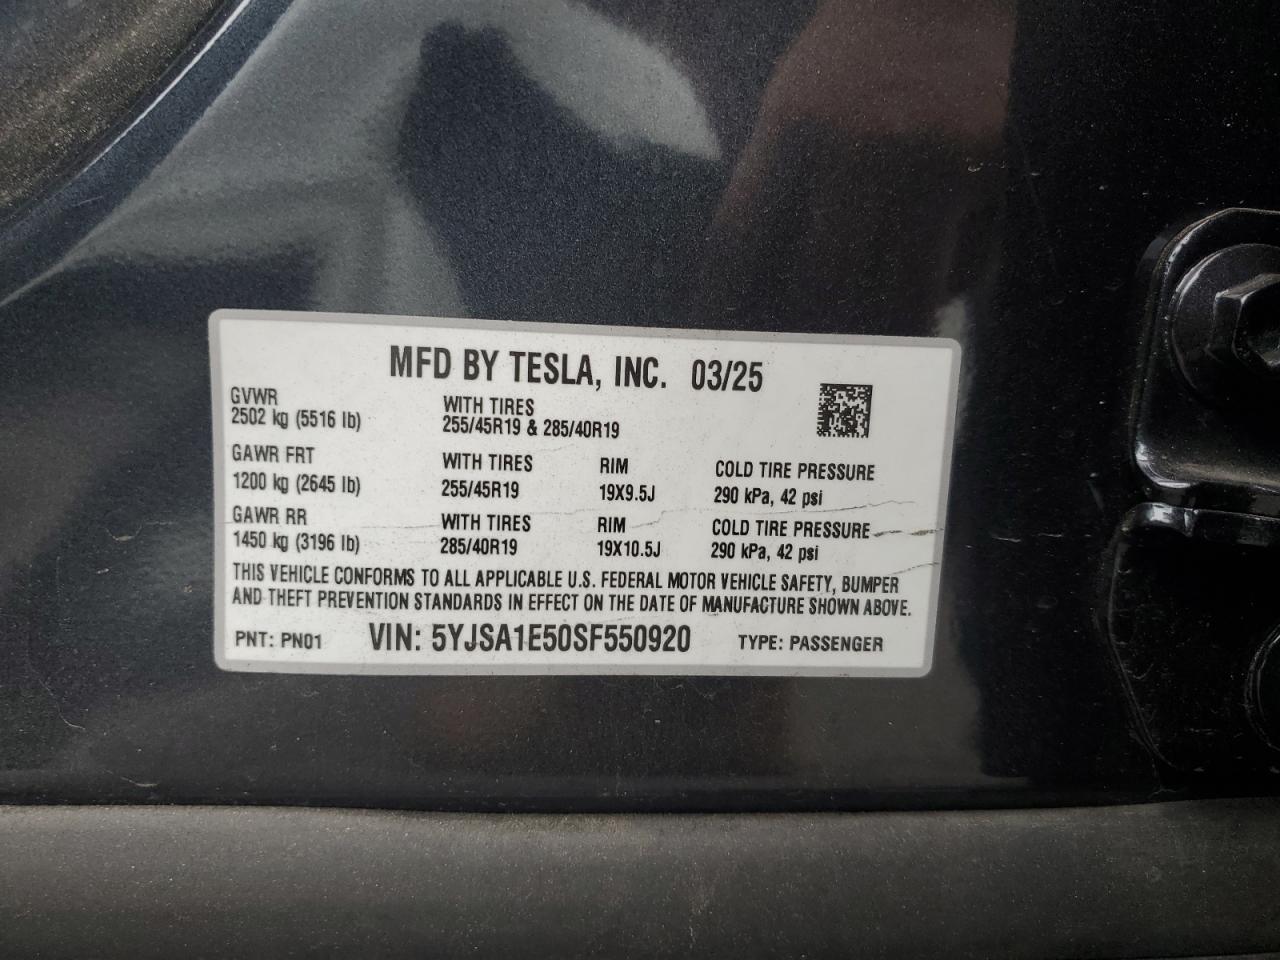 MFD BY TESLA, INC. 03/25
GVWR
2502 kg (5516 lb)
WITH TIRES
255/45R19 & 285/40R19
GAWR FRT
1200 kg (2645 lb)
WITH TIRES
255/45R19
RIM
19X9.5J
COLD TIRE PRESSURE
290 kPa, 42 psi
GAWR RR
1450 kg (3196 lb)
WITH TIRES
285/40R19
RIM
19X10.5J
COLD TIRE PRESSURE
290 kPa, 42 psi
THIS VEHICLE CONFORMS TO ALL APPLICABLE U.S. FEDERAL MOTOR VEHICLE SAFETY, BUMPER
AND THEFT PREVENTION STANDARDS IN EFFECT ON THE DATE OF MANUFACTURE SHOWN ABOVE.
PNT: PN01 VIN: 5YJSA1E50SF550920 TYPE: PASSENGER